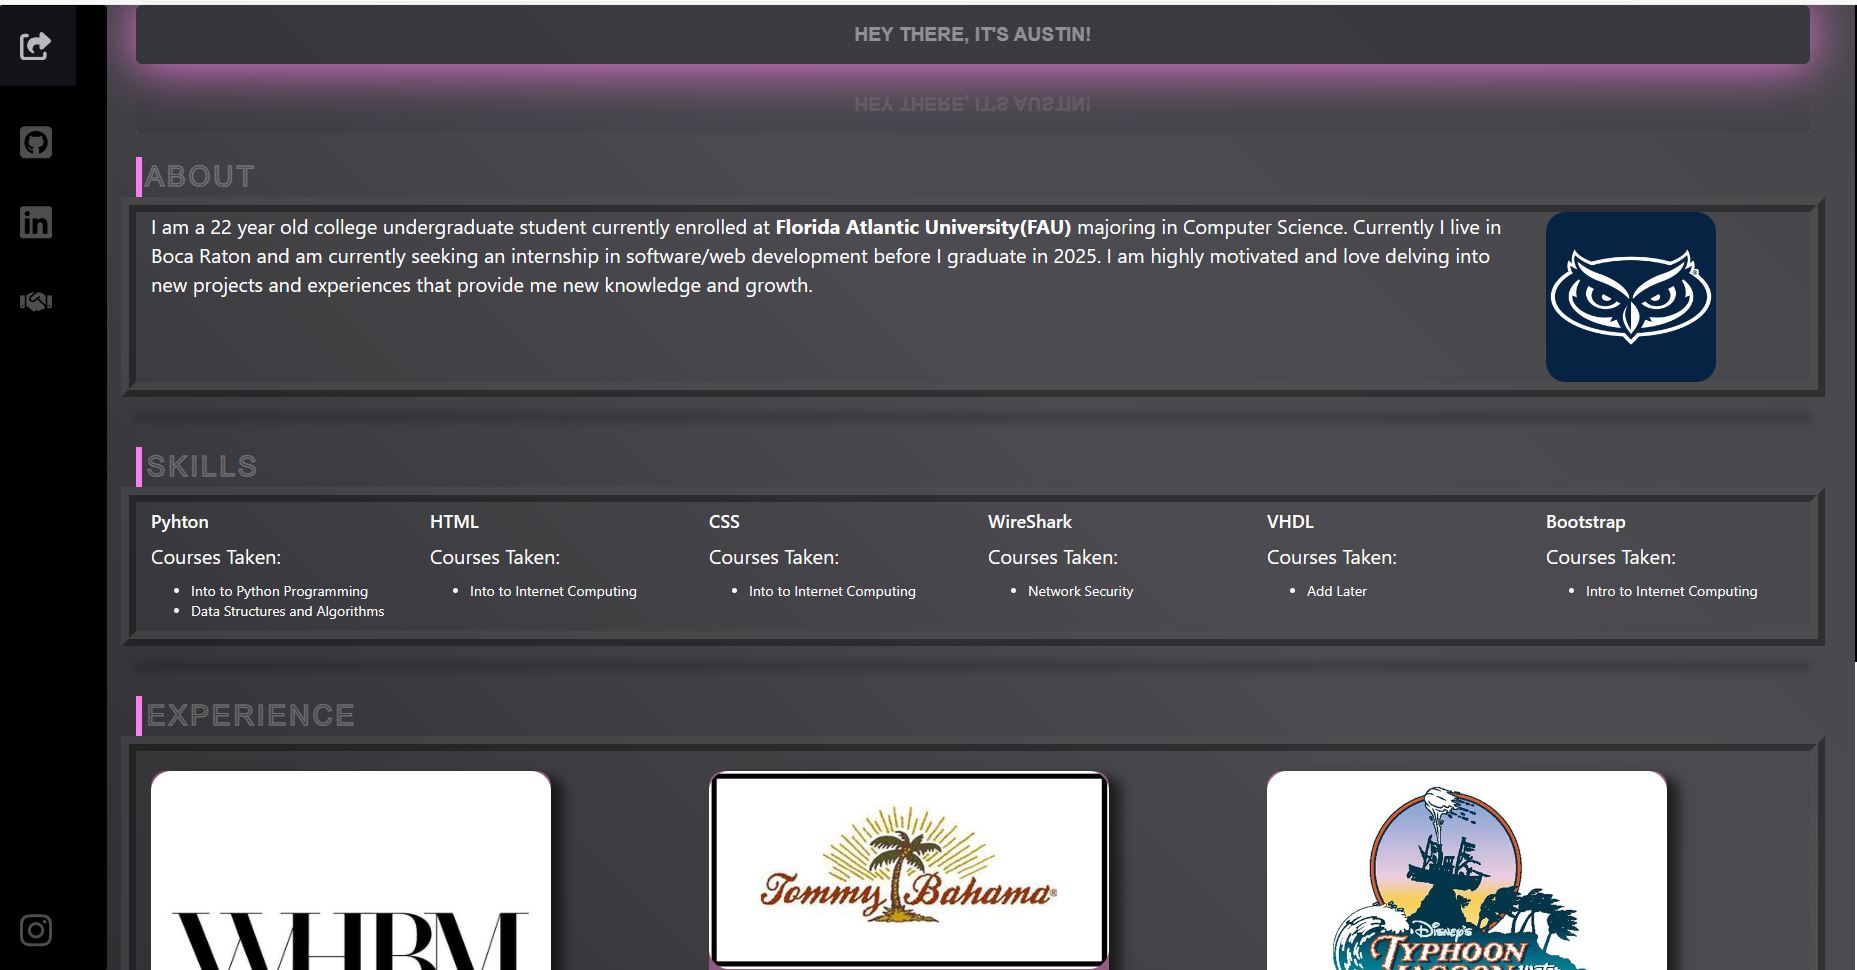 HEY THERE, IT'S AUSTIN!
HEY THERE, IT'S AUSTIN!
ABOUT
I am a 22 year old college undergraduate student currently enrolled at Florida Atlantic University(FAU) majoring in Computer Science. Currently I live in
Boca Raton and am currently seeking an internship in software/web development before I graduate in 2025. I am highly motivated and love delving into
new projects and experiences that provide me new knowledge and growth.
SKILLS
Pyhton
Courses Taken:
• Into to Python Programming
• Data Structures and Algorithms
HTML
Courses Taken:
• Into to Internet Computing
CSS
Courses Taken:
• Into to Internet Computing
WireShark
Courses Taken:
• Network Security
VHDL
Courses Taken:
• Add Later
Bootstrap
Courses Taken:
• Intro to Internet Computing
EXPERIENCE
WHBM
Tommy Bahama®
Disney's
TYPHOON
LAGOON